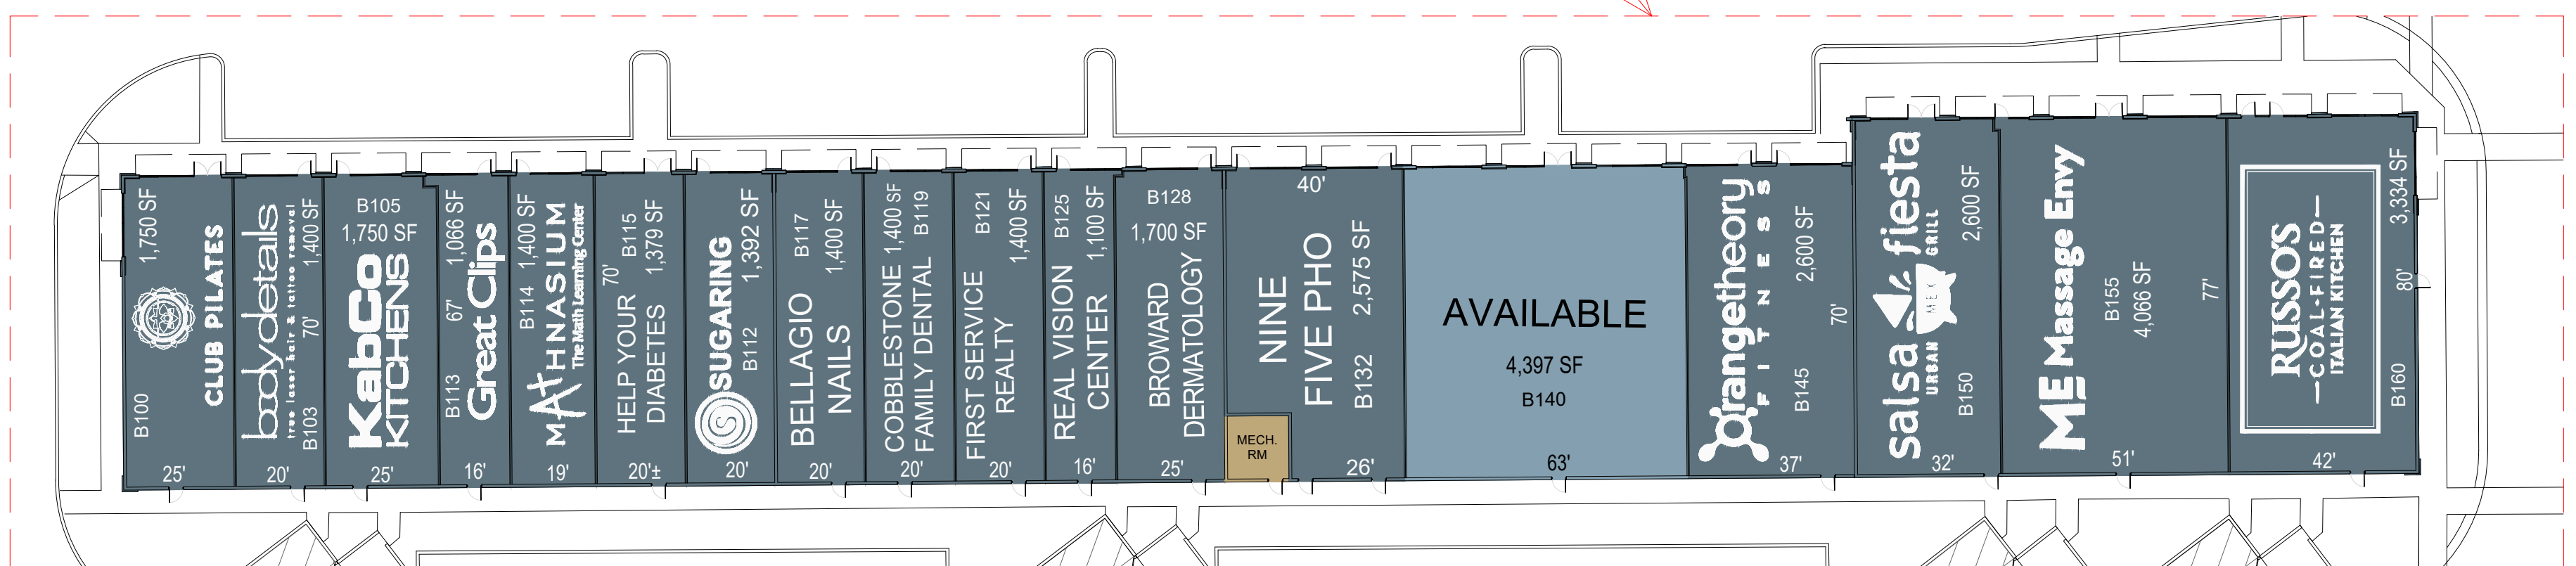 1,750 SF
CLUB PILATES
B100
25'
bodydetails
true laser hair & tattoo removal
1,400 SF
70'
B103
20'
B105
1,750 SF
KabCo
KITCHENS
25'
1,066 SF
67'
B113
Great Clips
16'
1,400 SF
B114
MATHNASIUM
The Math Learning Center
19'
70'
B115
1,379 SF
HELP YOUR
DIABETES
20'±
SUGARING
1,392 SF
B112
20'
B117
1,400 SF
BELLAGIO
NAILS
20'
1,400 SF
B119
COBBLESTONE
FAMILY DENTAL
20'
B121
1,400 SF
FIRST SERVICE
REALTY
20'
B125
1,100 SF
REAL VISION
CENTER
16'
B128
1,700 SF
BROWARD
DERMATOLOGY
25'
40'
NINE
FIVE PHO
2,575 SF
B132
MECH.
RM
26'
AVAILABLE
4,397 SF
B140
63'
orangetheory
FITNESS
2,600 SF
B145
70'
37'
salsa fiesta
URBAN MEX GRILL
2,600 SF
B150
32'
ME Massage Envy
B155
4,066 SF
77'
51'
RUSSO'S
COAL-FIRED
ITALIAN KITCHEN
3,334 SF
80'
B160
42'